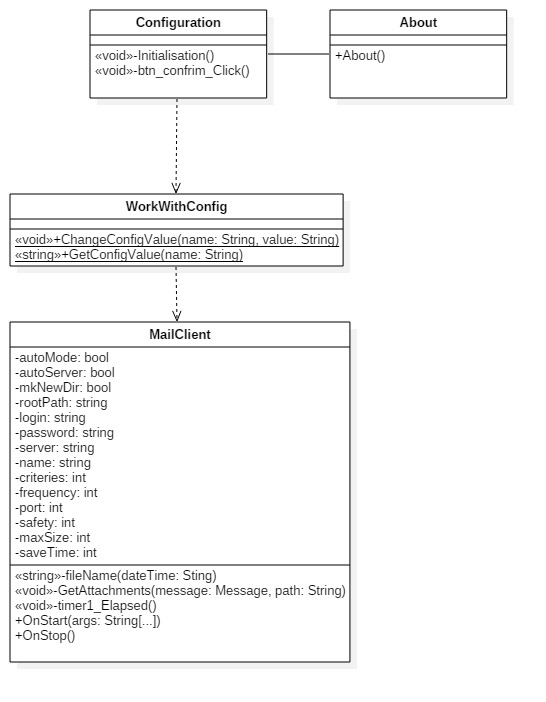 Configuration
«void»-Initialisation()
«void»-btn_confrim_Click()
About
+About()
WorkWithConfig
«void»+ChangeConfigValue(name: String, value: String)
«string»+GetConfigValue(name: String)
MailClient
-autoMode: bool
-autoServer: bool
-mkNewDir: bool
-rootPath: string
-login: string
-password: string
-server: string
-name: string
-criteries: int
-frequency: int
-port: int
-safety: int
-maxSize: int
-saveTime: int
«string»-fileName(dateTime: Sting)
«void»-GetAttachments(message: Message, path: String)
«void»-timer1_Elapsed()
+OnStart(args: String[...])
+OnStop()